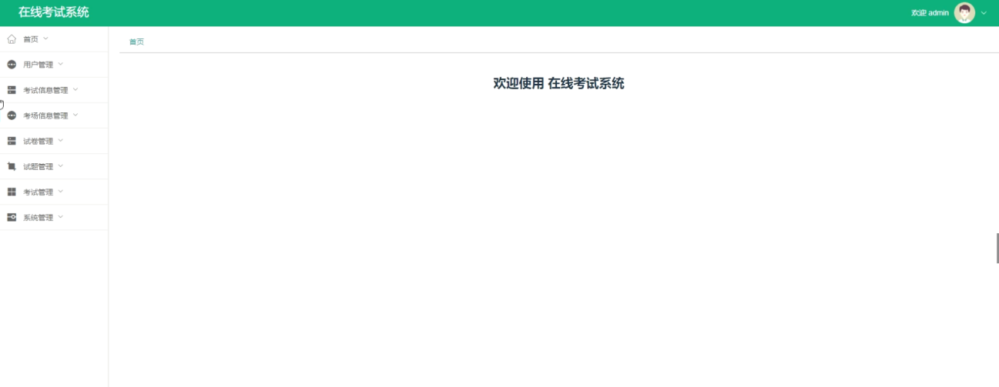 在线考试系统
欢迎 admin
首页
用户管理
考试信息管理
考场信息管理
试卷管理
试题管理
考试管理
系统管理
首页
欢迎使用 在线考试系统